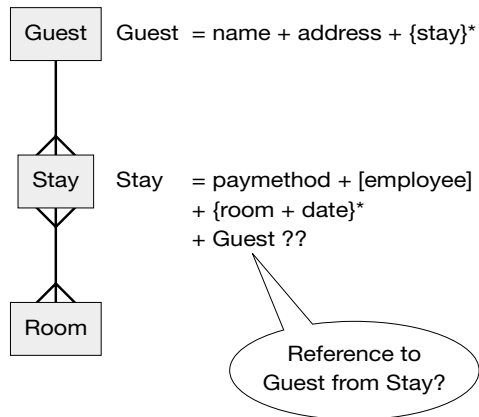 Guest
Guest = name + address + {stay}*
Stay
Stay = paymethod + [employee]
+ {room + date}*
+ Guest ??
Room
Reference to
Guest from Stay?